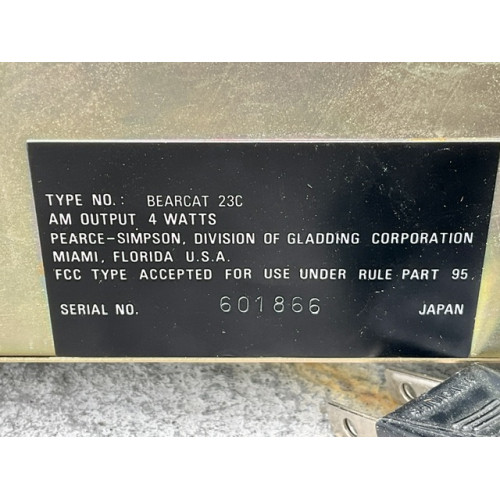 TYPE NO.: BEARCAT 23C
AM OUTPUT 4 WATTS
PEARCE-SIMPSON, DIVISION OF GLADDING CORPORATION
MIAMI, FLORIDA U.S.A.
FCC TYPE ACCEPTED FOR USE UNDER RULE PART 95.
SERIAL NO. 601866 JAPAN